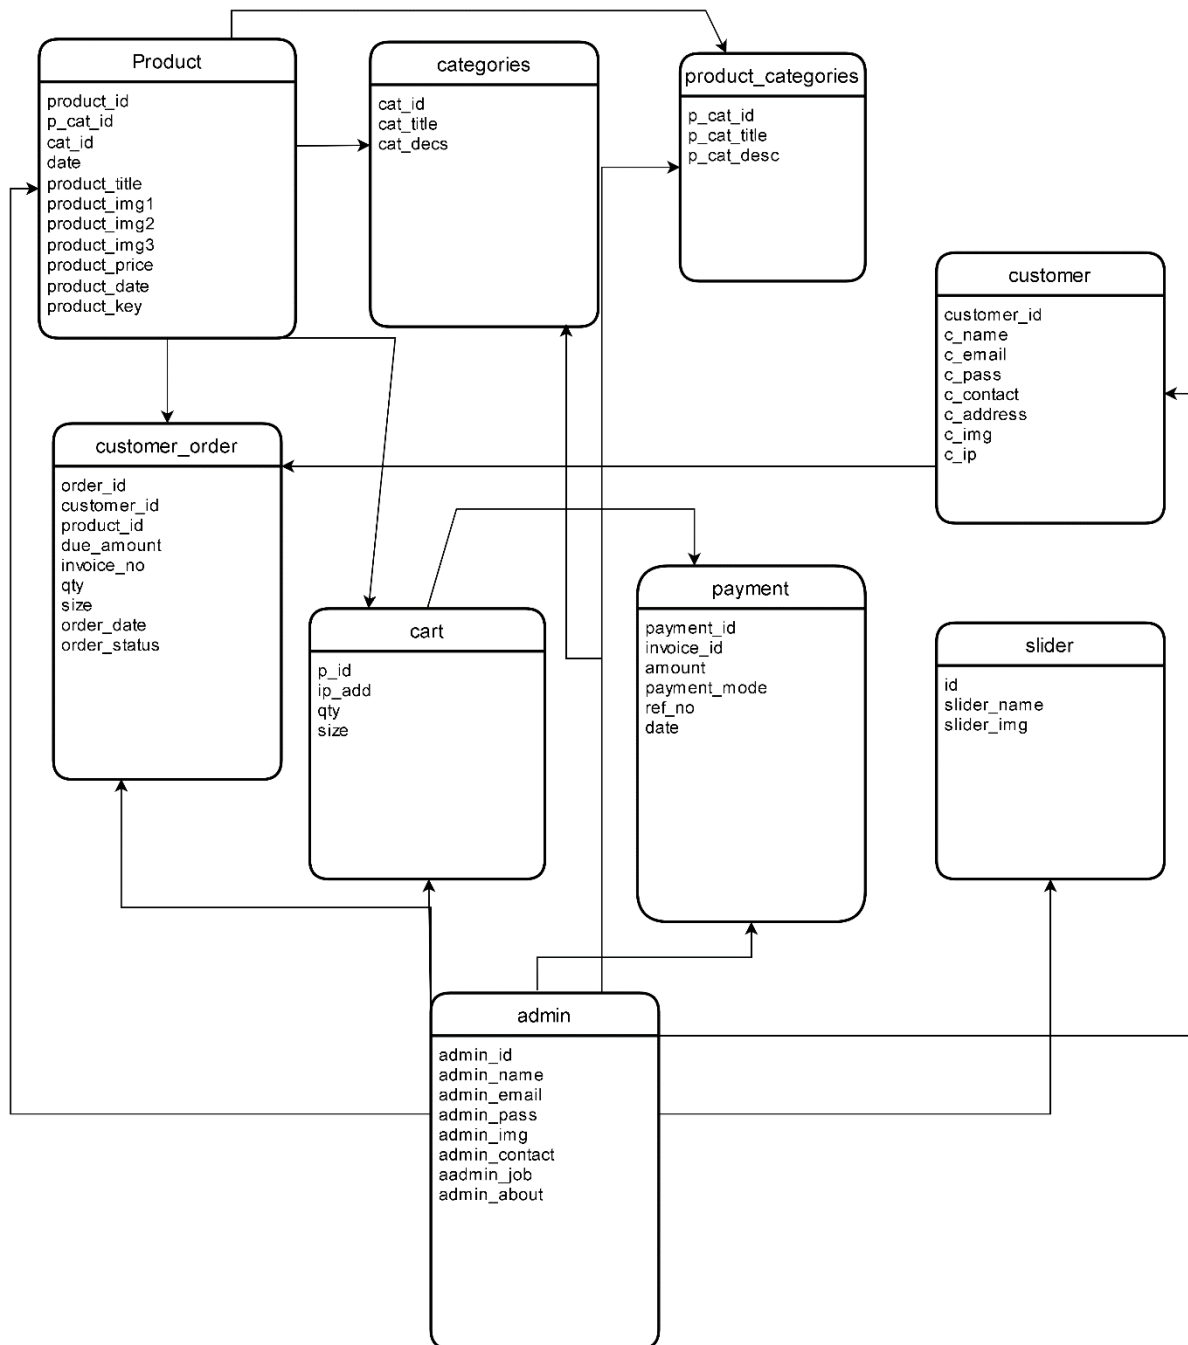 Product
product_id
p_cat_id
cat_id
date
product_title
product_img1
product_img2
product_img3
product_price
product_date
product_key
categories
cat_id
cat_title
cat_decs
product_categories
p_cat_id
p_cat_title
p_cat_desc
customer
customer_id
c_name
c_email
c_pass
c_contact
c_address
c_img
c_ip
customer_order
order_id
customer_id
product_id
due_amount
invoice_no
qty
size
order_date
order_status
cart
p_id
ip_add
qty
size
payment
payment_id
invoice_id
amount
payment_mode
ref_no
date
slider
id
slider_name
slider_img
admin
admin_id
admin_name
admin_email
admin_pass
admin_img
admin_contact
aadmin_job
admin_about